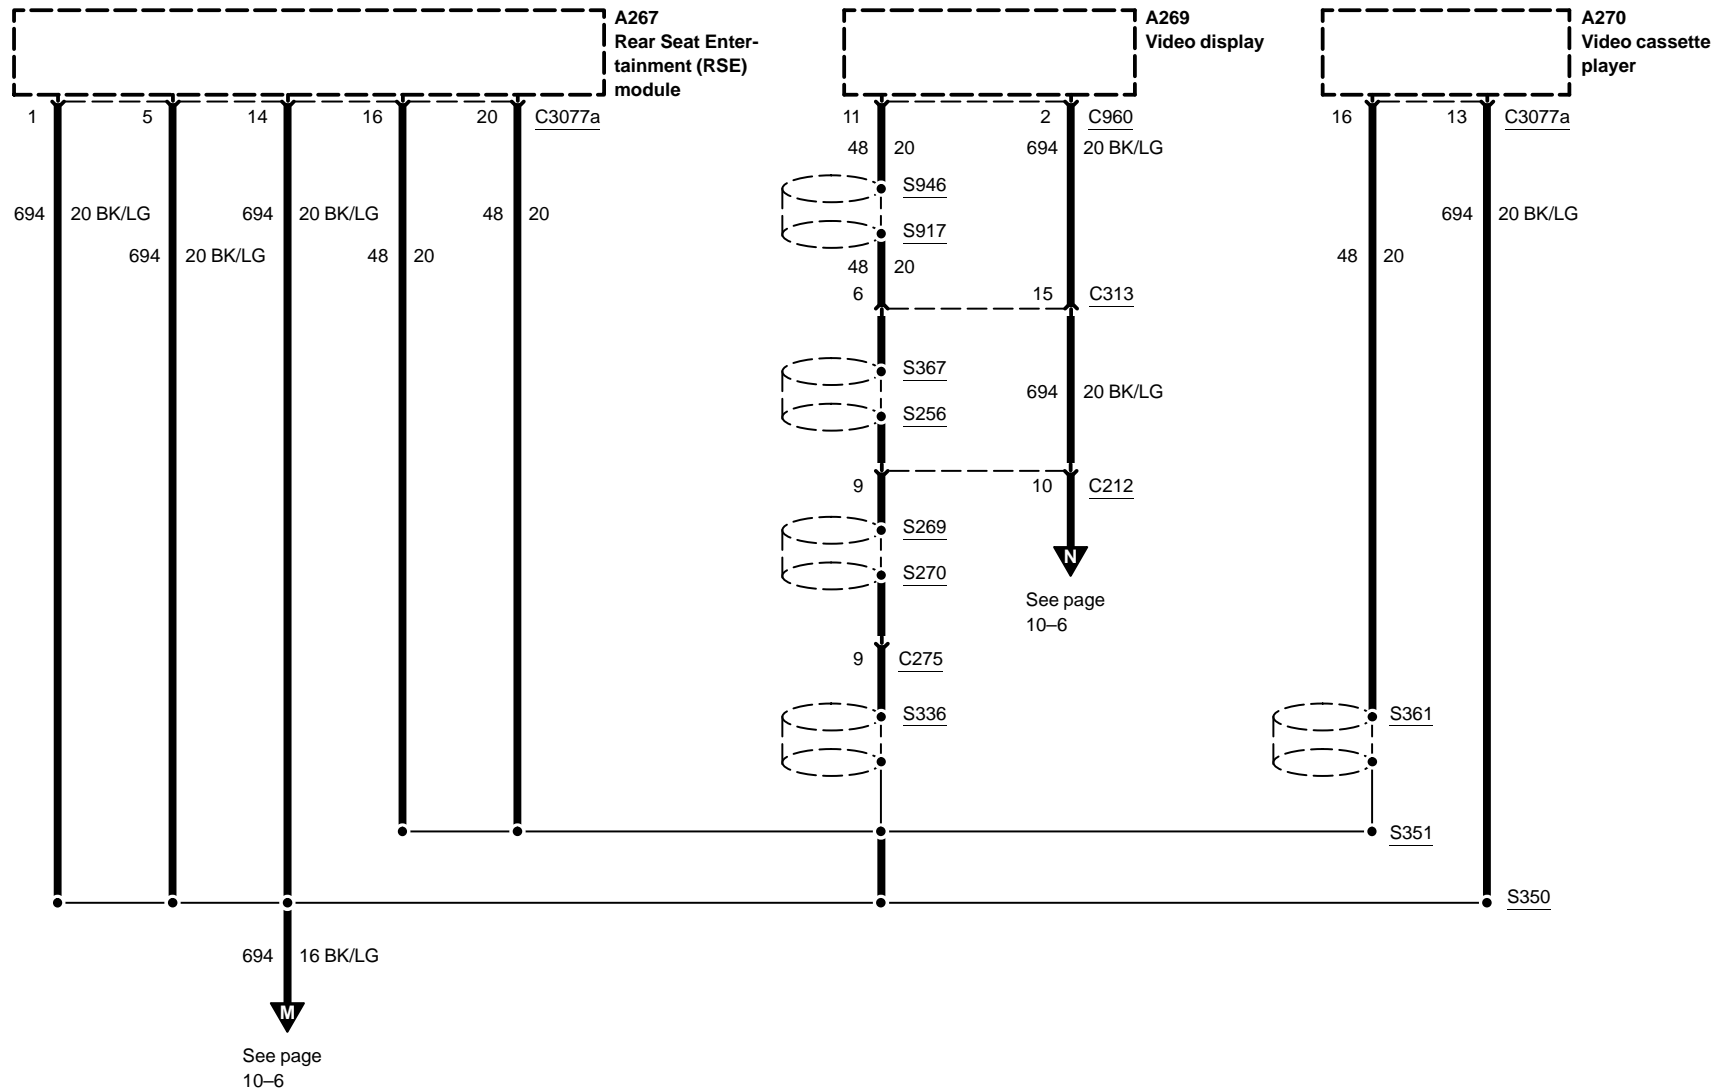 A267
Rear Seat Enter-
tainment (RSE)
module
A269
Video display
A270
Video cassette
player
1 5 14 16 20 C3077a
11 2 C960
16 13 C3077a
48 20 694 20 BK/LG
S946
694 20 BK/LG 694 20 BK/LG 48 20
694 20 BK/LG
S917
694 20 BK/LG 48 20
48 20
48 20
6 15 C313
S367
694 20 BK/LG
S256
9 10 C212
S269
N
S270
See page
10–6
9 C275
S336
S361
S351
S350
694 16 BK/LG
M
See page
10–6